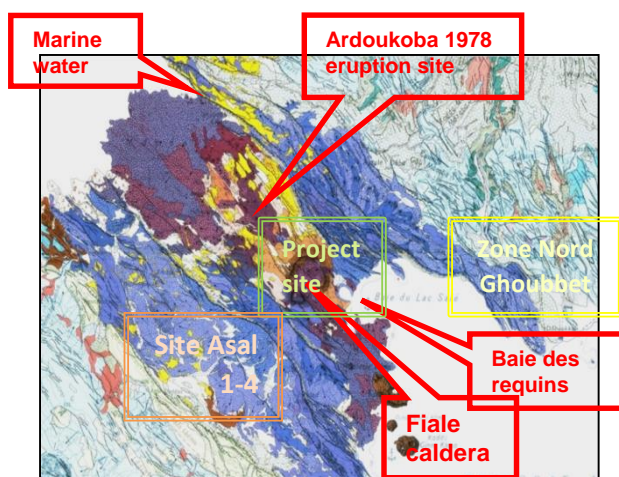 Marine
water
Ardoukoba 1978
eruption site
Project
site
Zone Nord
Ghoubbet
Site Asal
1-4
Baie des
requins
Fiale
caldera